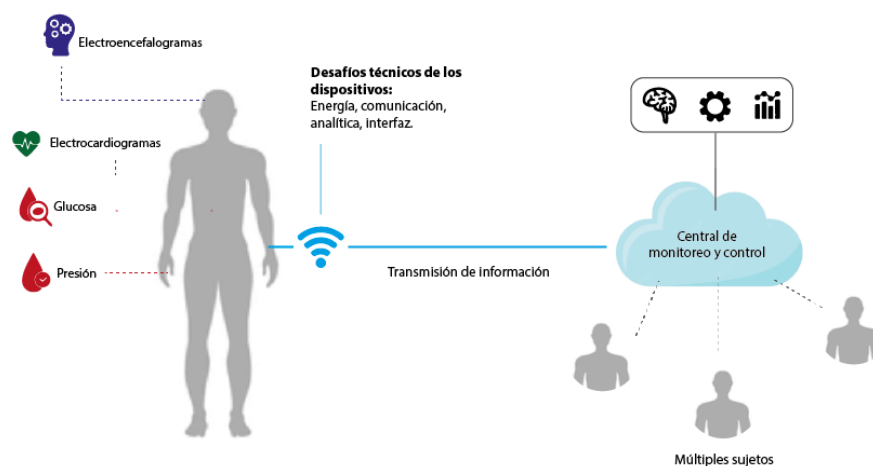 Electroencefalogramas
Electrocardiogramas
Glucosa
Presión
Desafíos técnicos de los
dispositivos:
Energía, comunicación,
analítica, interfaz.
Transmisión de información
Central de
monitoreo y control
Múltiples sujetos